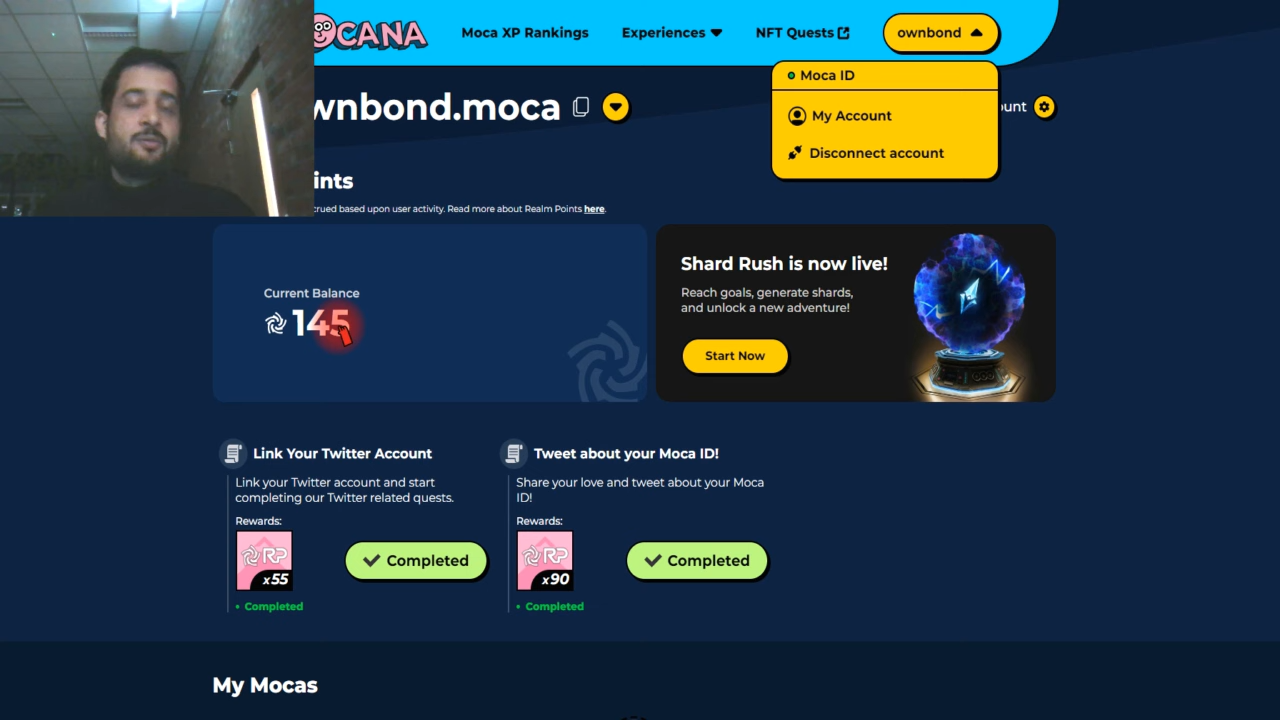 OCANA
Moca XP Rankings
Experiences
NFT Quests
ownbond
Moca ID
My Account
Disconnect account
wnbond.moca
unt
ints
crued based upon user activity. Read more about Realm Points here.
Current Balance
145
Shard Rush is now live!
Reach goals, generate shards,
and unlock a new adventure!
Start Now
Link Your Twitter Account
Link your Twitter account and start
completing our Twitter related quests.
Rewards:
RP
x55
Completed
• Completed
Tweet about your Moca ID!
Share your love and tweet about your Moca
ID!
Rewards:
RP
x90
Completed
• Completed
My Mocas